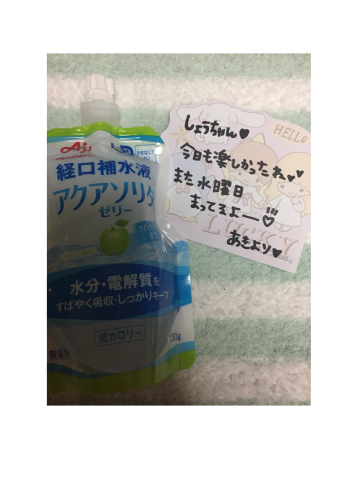 Aji
経口補水液
アクアソリタ
ゼリー
水分・電解質を
すばやく吸収・しっかりキープ
低カロリー
HELLO
しょうちゃん♥
今日も楽しかったね♥♥
また水曜日
まってるよー♡
あきより♥